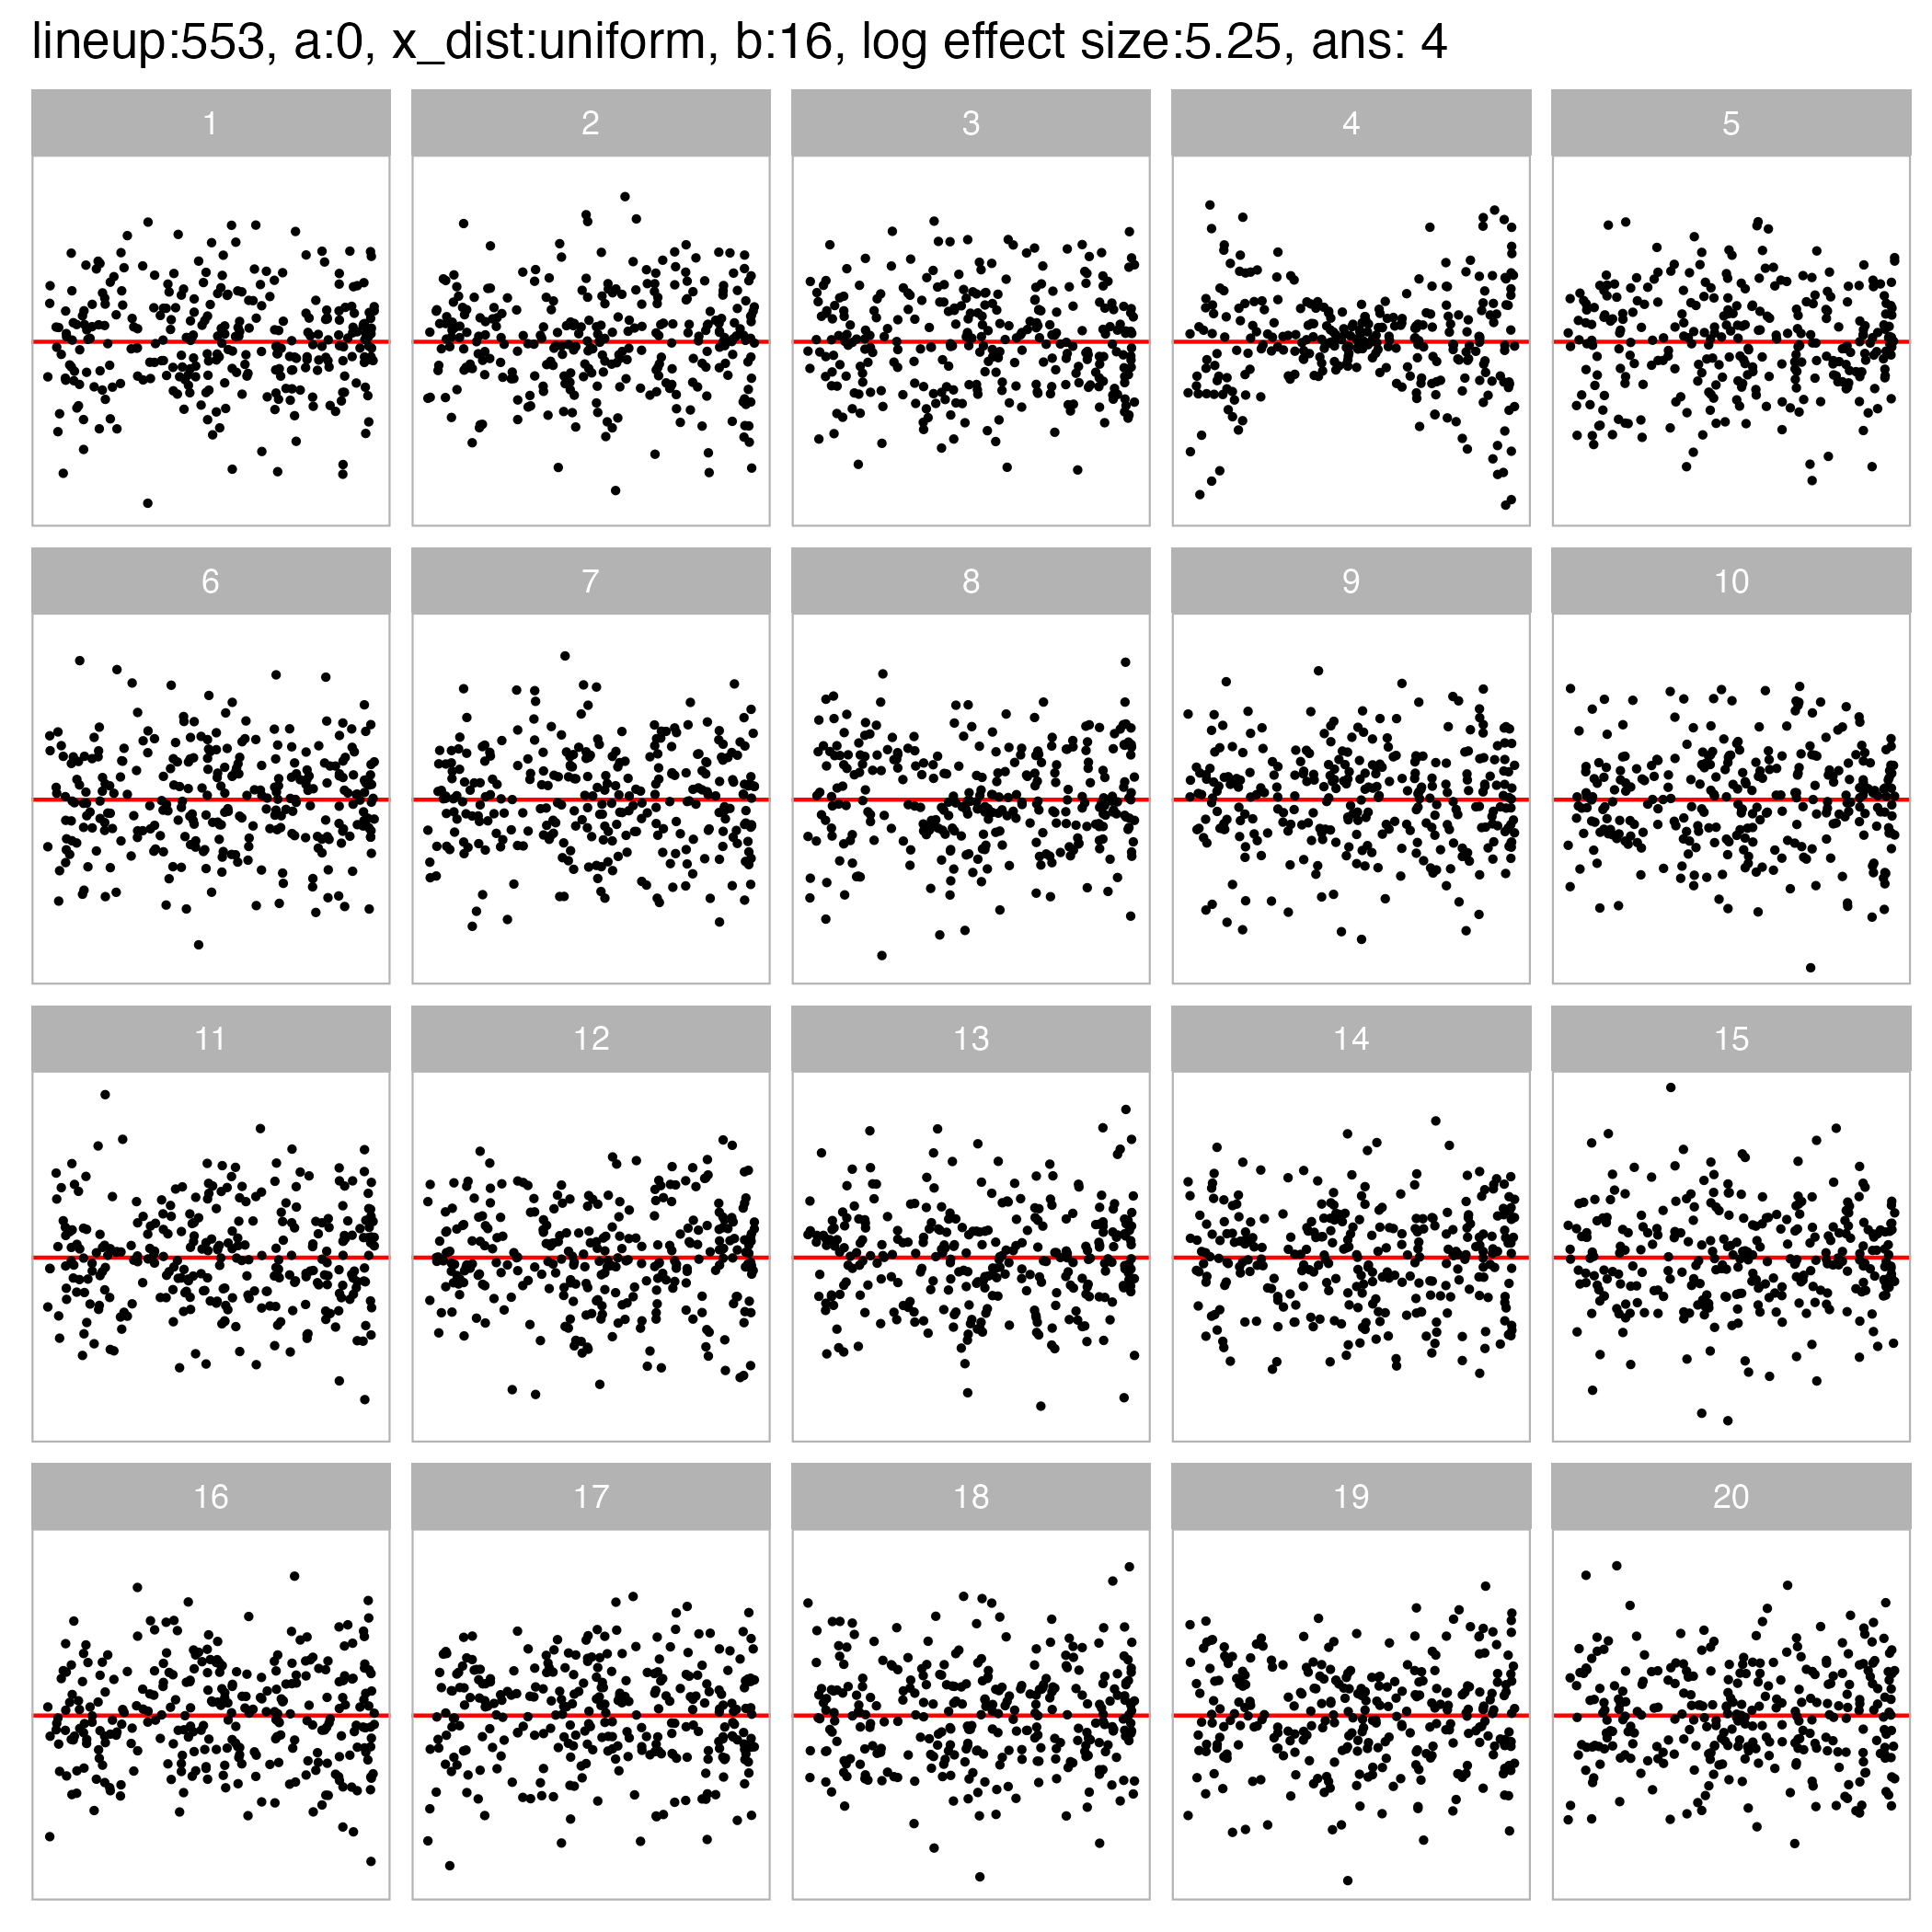 lineup:553, a:0, x_dist:uniform, b:16, log effect size:5.25, ans: 4
1 2 3 4 5
6 7 8 9 10
11 12 13 14 15
16 17 18 19 20